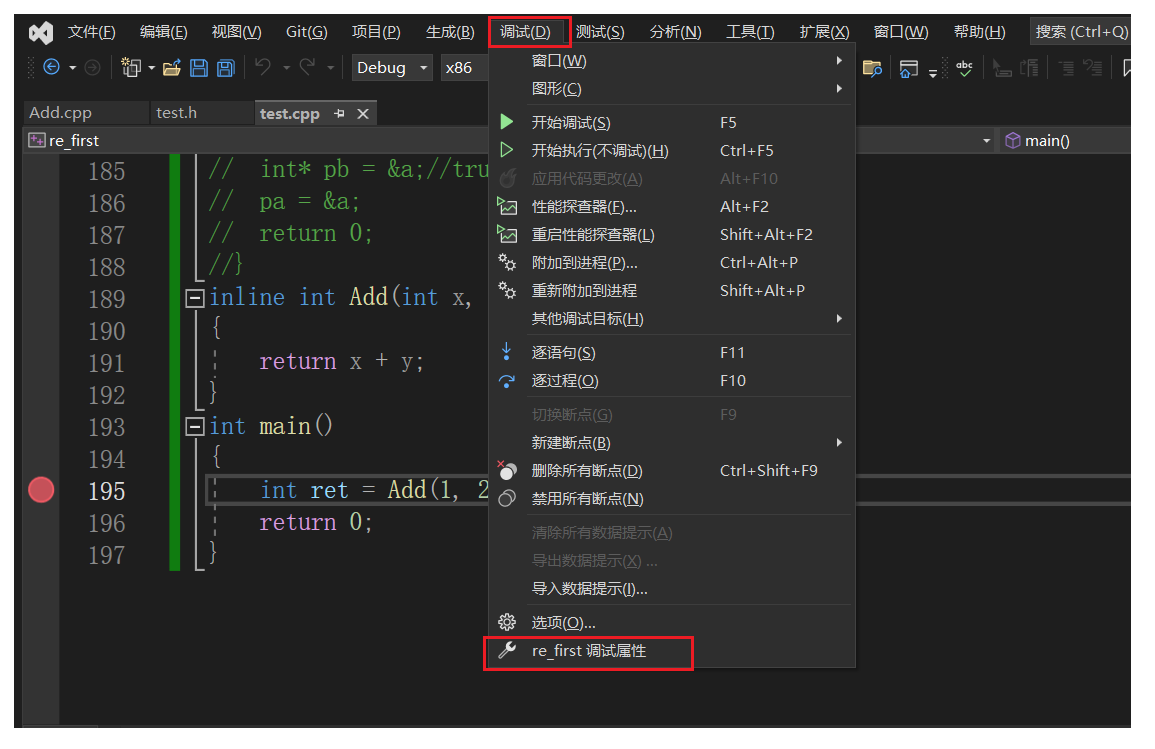 文件(F) 编辑(E) 视图(V) Git(G) 项目(P) 生成(B) 调试(D) 测试(S) 分析(N) 工具(T) 扩展(X) 窗口(W) 帮助(H) 搜索 (Ctrl+Q)
Debug x86
Add.cpp test.h test.cpp
re_first main()
185 // int* pb = &a;//tru
186 // pa = &a;
187 // return 0;
188 //}
189 inline int Add(int x,
190 {
191 return x + y;
192 }
193 int main()
194 {
195 int ret = Add(1, 2
196 return 0;
197 }
窗口(W)
图形(C)
开始调试(S) F5
开始执行(不调试)(H) Ctrl+F5
应用代码更改(A) Alt+F10
性能探查器(F)... Alt+F2
重启性能探查器(L) Shift+Alt+F2
附加到进程(P)... Ctrl+Alt+P
重新附加到进程 Shift+Alt+P
其他调试目标(H)
逐语句(S) F11
逐过程(O) F10
切换断点(G) F9
新建断点(B)
删除所有断点(D) Ctrl+Shift+F9
禁用所有断点(N)
清除所有数据提示(A)
导出数据提示(X) ...
导入数据提示(I)...
选项(O)...
re_first 调试属性